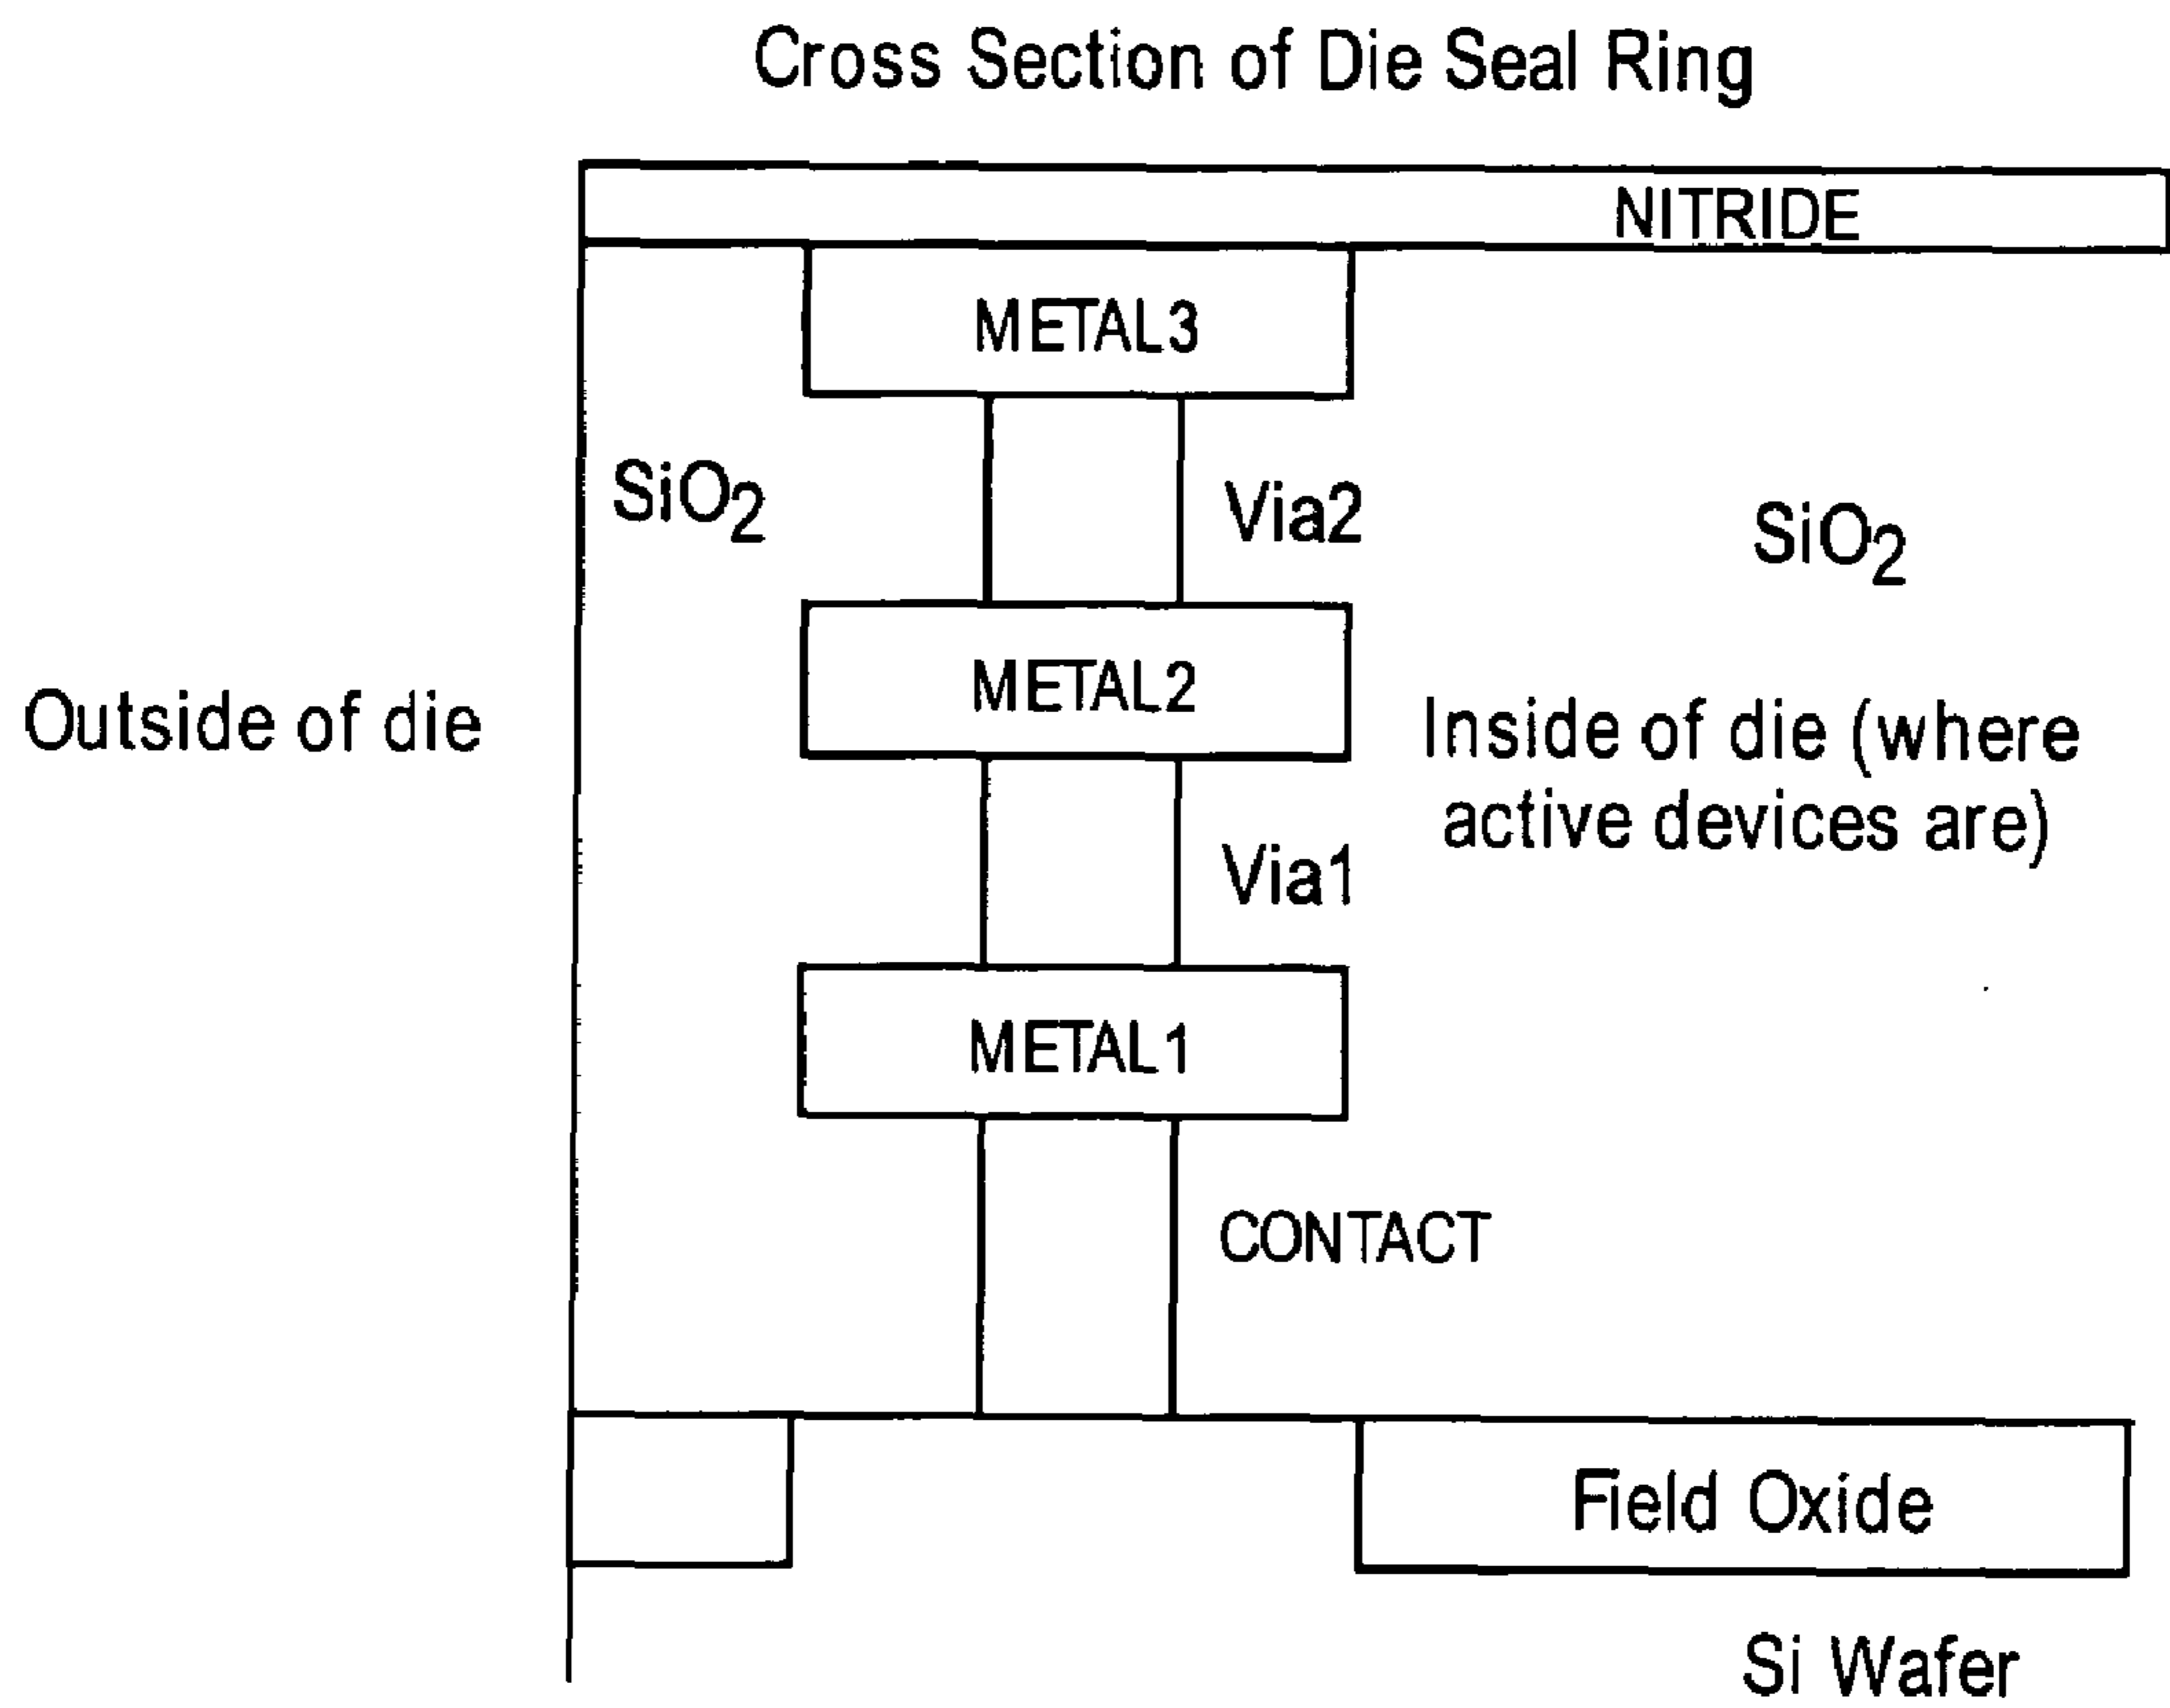 Cross Section of Die Seal Ring
NITRIDE
METAL3
SiO2
Via2
SiO2
METAL2
Outside of die
Inside of die (where
active devices are)
Via1
METAL1
CONTACT
Field Oxide
Si Wafer